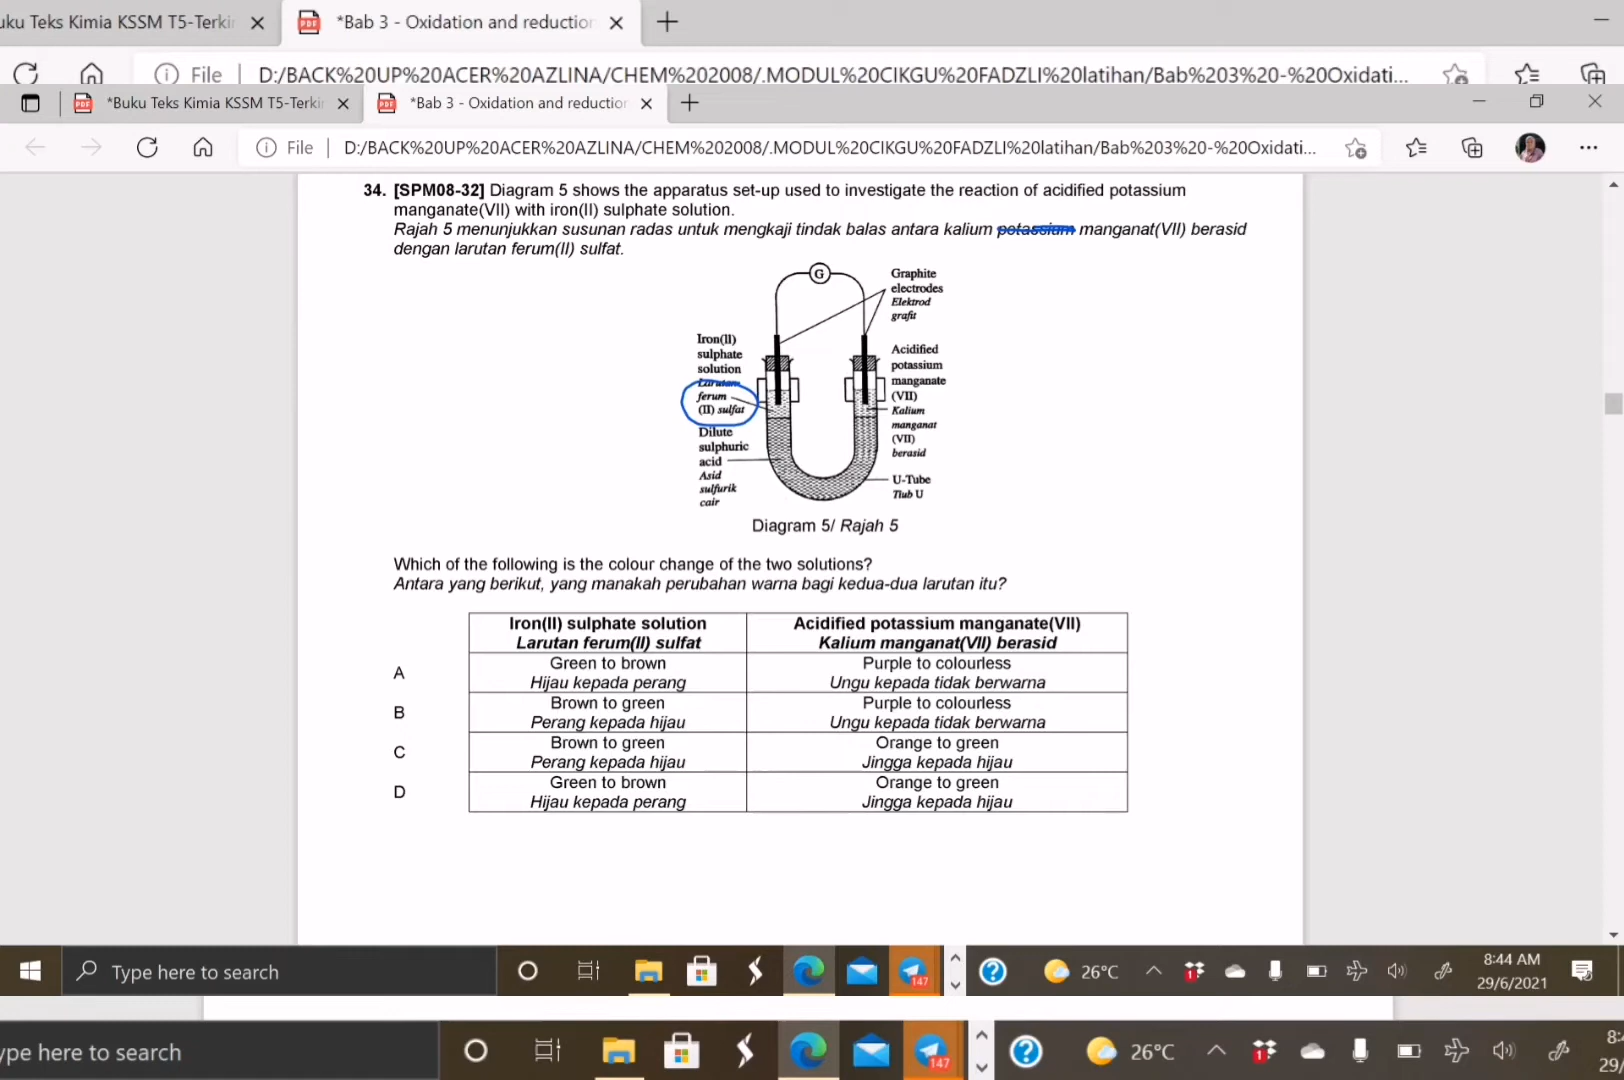 uku Teks Kimia KSSM T5-Terki
*Bab 3 - Oxidation and reduction
File
D:/BACK%20UP%20ACER%20AZLINA/CHEM%202008/.MODUL%20CIKGU%20FADZLI%20latihan/Bab%203%20-%20Oxidati...
*Buku Teks Kimia KSSM T5-Terkin
*Bab 3 - Oxidation and reduction
File
D:/BACK%20UP%20ACER%20AZLINA/CHEM%202008/.MODUL%20CIKGU%20FADZLI%20latihan/Bab%203%20-%20Oxidati...
34. [SPM08-32] Diagram 5 shows the apparatus set-up used to investigate the reaction of acidified potassium
manganate(VII) with iron(II) sulphate solution.
Rajah 5 menunjukkan susunan radas untuk mengkaji tindak balas antara kalium potassium manganat(VII) berasid
dengan larutan ferum(II) sulfat.
G
Graphite
electrodes
Elektrod
grafit
Iron(II)
sulphate
solution
Larutan
ferum
(II) sulfat
Dilute
sulphuric
acid
Asid
sulfurik
cair
Acidified
potassium
manganate
(VII)
Kalium
manganat
(VII)
berasid
U-Tube
Tiub U
Diagram 5/ Rajah 5
Which of the following is the colour change of the two solutions?
Antara yang berikut, yang manakah perubahan warna bagi kedua-dua larutan itu?
Iron(II) sulphate solution Acidified potassium manganate(VII)
Larutan ferum(II) sulfat Kalium manganat(VII) berasid
A Green to brown Purple to colourless
Hijau kepada perang Ungu kepada tidak berwarna
B Brown to green Purple to colourless
Perang kepada hijau Ungu kepada tidak berwarna
C Brown to green Orange to green
Perang kepada hijau Jingga kepada hijau
D Green to brown Orange to green
Hijau kepada perang Jingga kepada hijau
Type here to search
147
26°C
1
8:44 AM
29/6/2021
ype here to search
147
26°C
1
8:4
29/